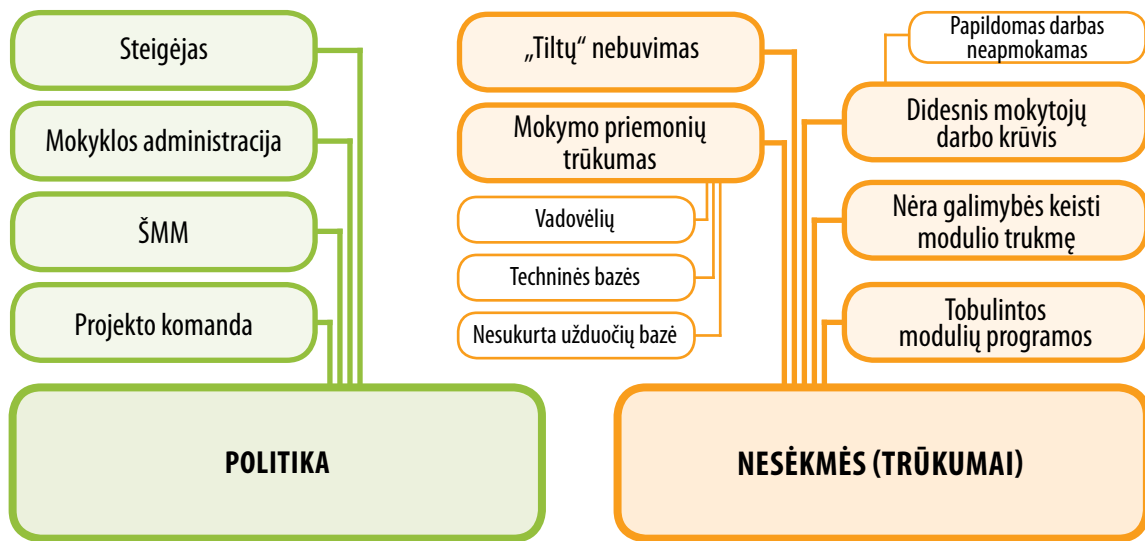 Steigėjas
Mokyklos administracija
ŠMM
Projekto komanda
POLITIKA
„Tiltų“ nebuvimas
Mokymo priemonių
trūkumas
Vadovėlių
Techninės bazės
Nesukurta užduočių bazė
Papildomas darbas
neapmokamas
Didesnis mokytojų
darbo krūvis
Nėra galimybės keisti
modulio trukmę
Tobulintos
modulių programos
NESĖKMĖS (TRŪKUMAI)